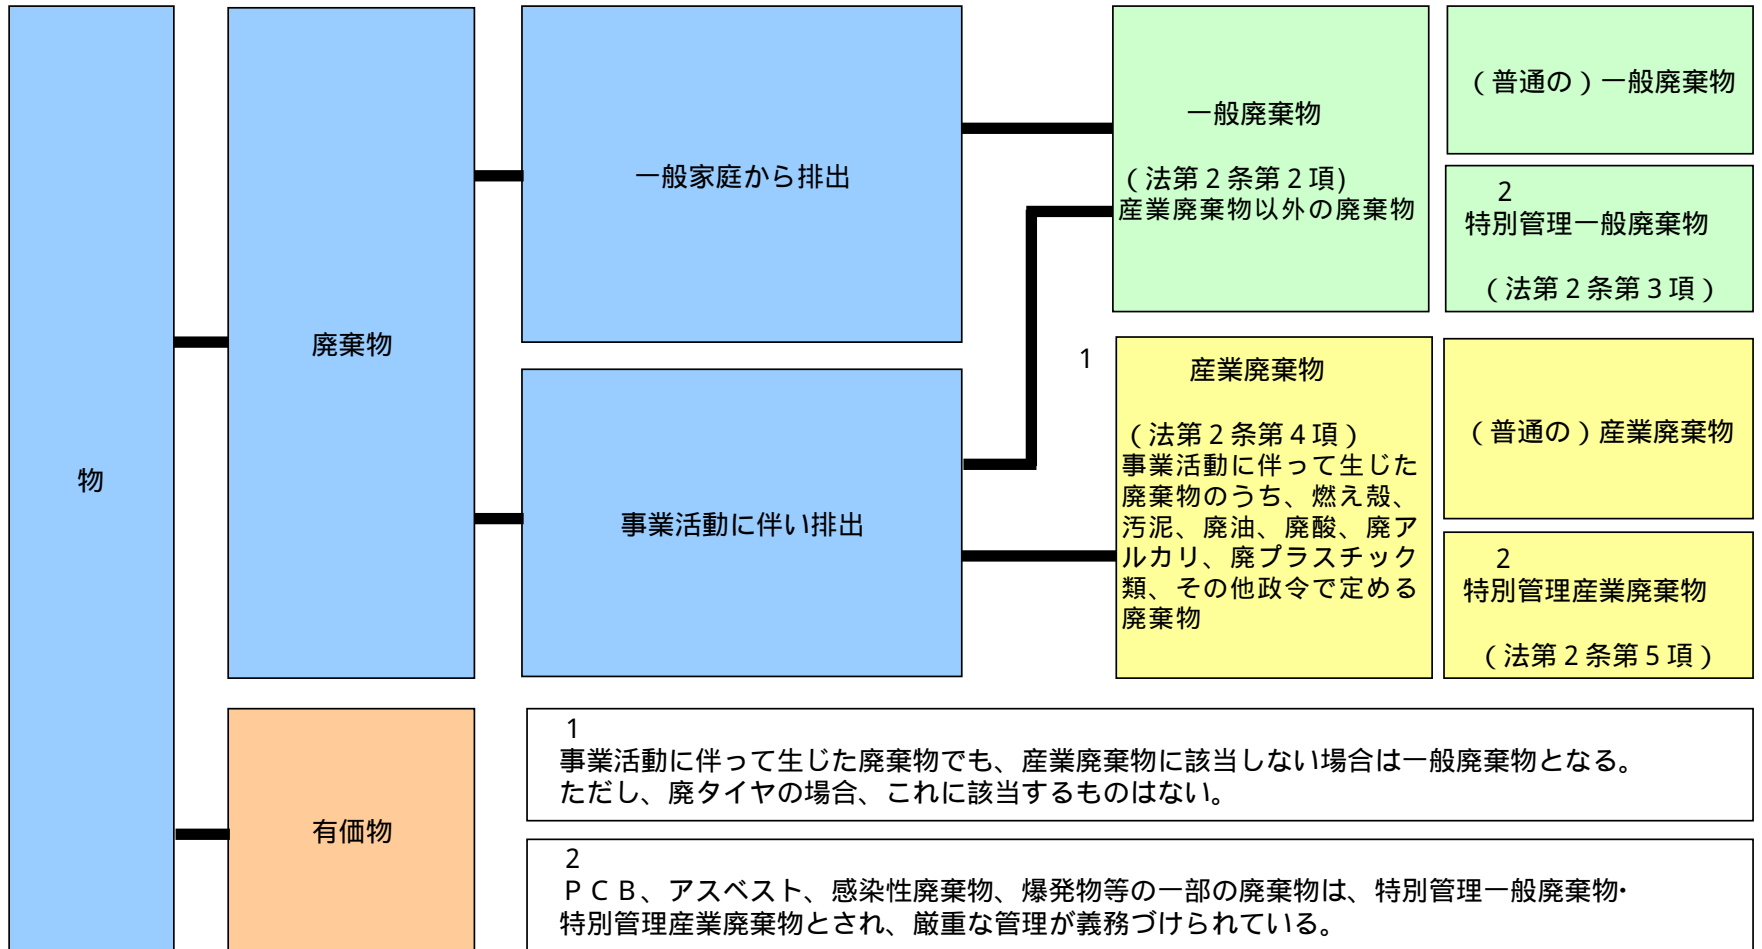 物
廃棄物
有価物
一般家庭から排出
事業活動に伴い排出
一般廃棄物
(法第２条第２項)
産業廃棄物以外の廃棄物
（普通の）一般廃棄物
2
特別管理一般廃棄物
（法第２条第３項）
1
産業廃棄物
（法第２条第４項）
事業活動に伴って生じた
廃棄物のうち、燃え殻、
汚泥、廃油、廃酸、廃ア
ルカリ、廃プラスチック
類、その他政令で定める
廃棄物
（普通の）産業廃棄物
2
特別管理産業廃棄物
（法第２条第５項）
1
事業活動に伴って生じた廃棄物でも、産業廃棄物に該当しない場合は一般廃棄物となる。
ただし、廃タイヤの場合、これに該当するものはない。
2
ＰＣＢ、アスベスト、感染性廃棄物、爆発物等の一部の廃棄物は、特別管理一般廃棄物・
特別管理産業廃棄物とされ、厳重な管理が義務づけられている。